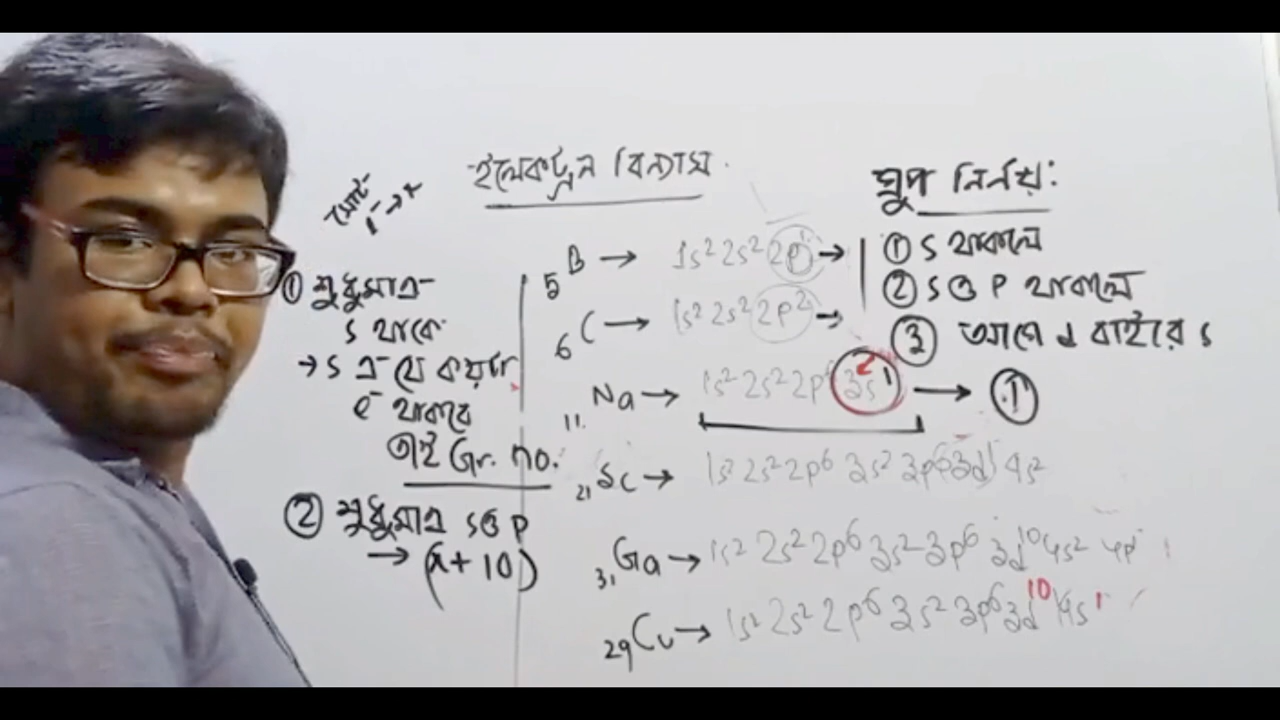 ইলেকট্রন বিন্যাস
মোট
e⁻ → x
① শুধুমাত্র
s থাকে
→ s এ যে কয়টা
e⁻ থাকবে
তাই Gr. no.
② শুধুমাত্র s ও p
→ (x + 10)
₅B → 1s² 2s² 2p¹ →
₆C → 1s² 2s² 2p² →
₁₁Na → 1s² 2s² 2p⁶ 3s¹ 2 → ①
₂₁Sc → 1s² 2s² 2p⁶ 3s² 3p⁶ 3d¹ 4s²
₃₁Ga → 1s² 2s² 2p⁶ 3s² 3p⁶ 3d¹⁰ 4s² 4p¹
₂₉Cu → 1s² 2s² 2p⁶ 3s² 3p⁶ 3d¹⁰ 4s¹
গ্রুপ নির্নয়:
① s থাকলে
② s ও p থাকলে
③ আগে d বাইরে s